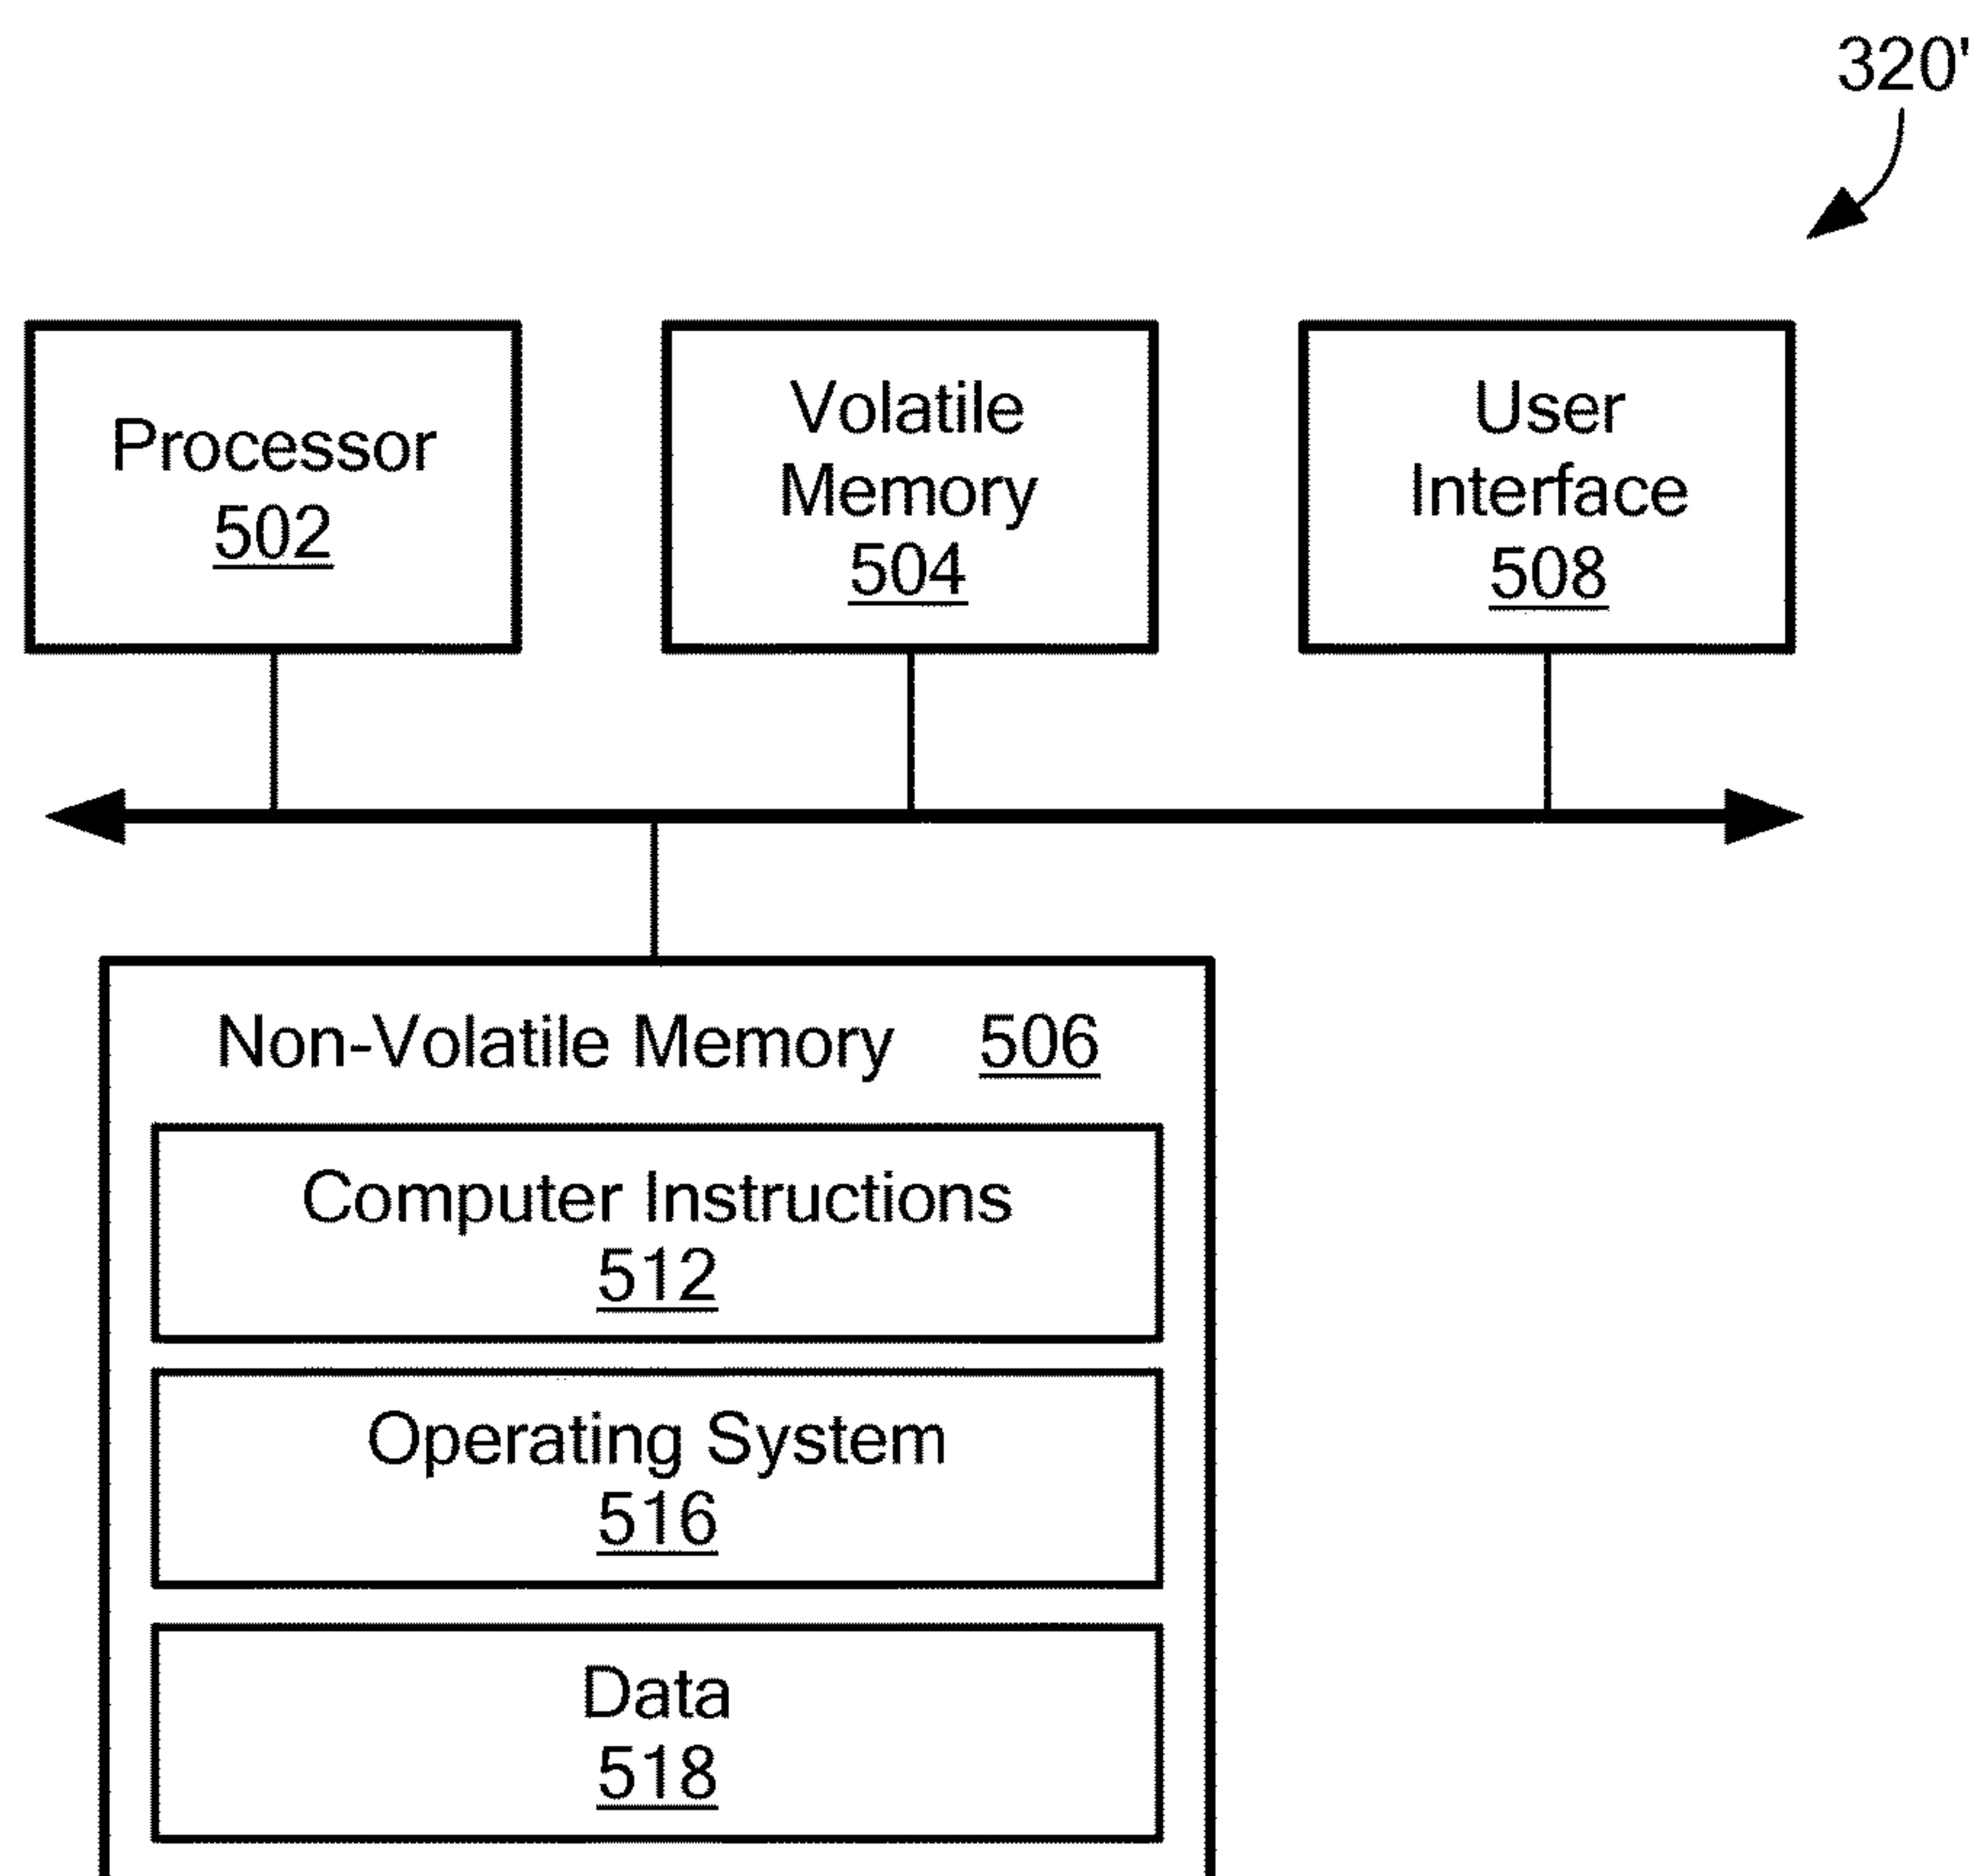 320'
Processor
502
Volatile
Memory
504
User
Interface
508
Non-Volatile Memory 506
Computer Instructions
512
Operating System
516
Data
518